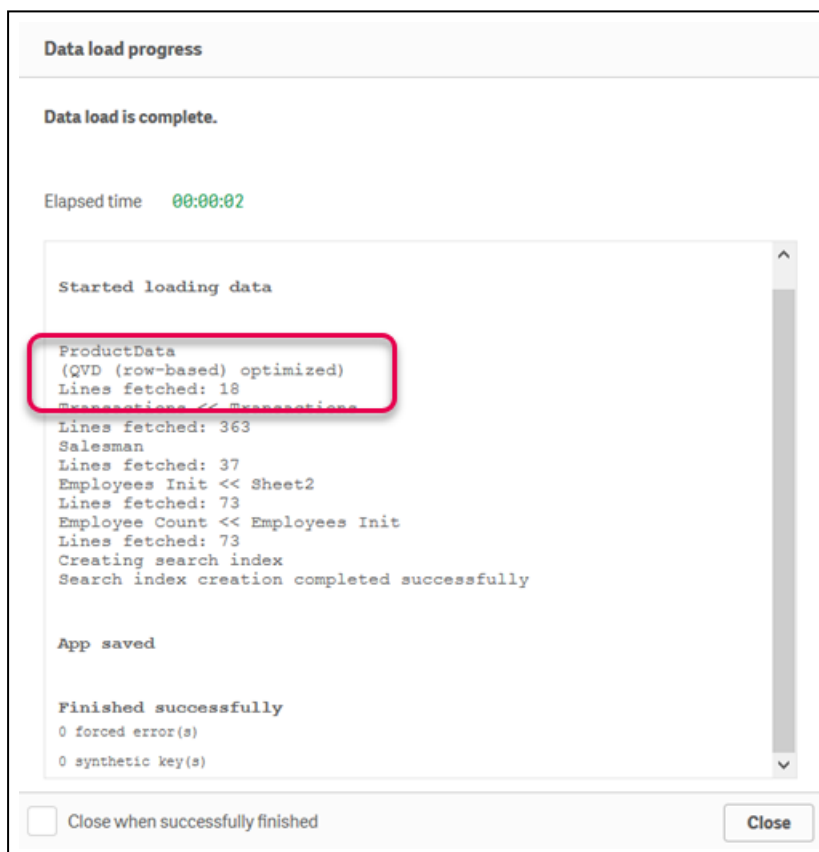 Data load progress
Data load is complete.
Elapsed time 00:00:02
Started loading data
ProductData
(QVD (row-based) optimized)
Lines fetched: 18
Transactions << Transactions
Lines fetched: 363
Salesman
Lines fetched: 37
Employees Init << Sheet2
Lines fetched: 73
Employee Count << Employees Init
Lines fetched: 73
Creating search index
Search index creation completed successfully
App saved
Finished successfully
0 forced error(s)
0 synthetic key(s)
Close when successfully finished Close